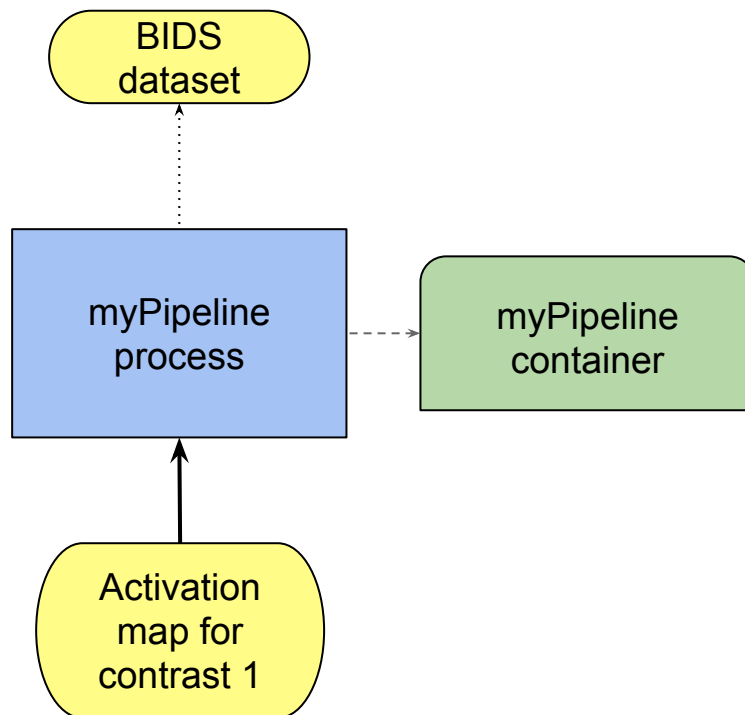 BIDS
dataset
myPipeline
process
myPipeline
container
Activation
map for
contrast 1